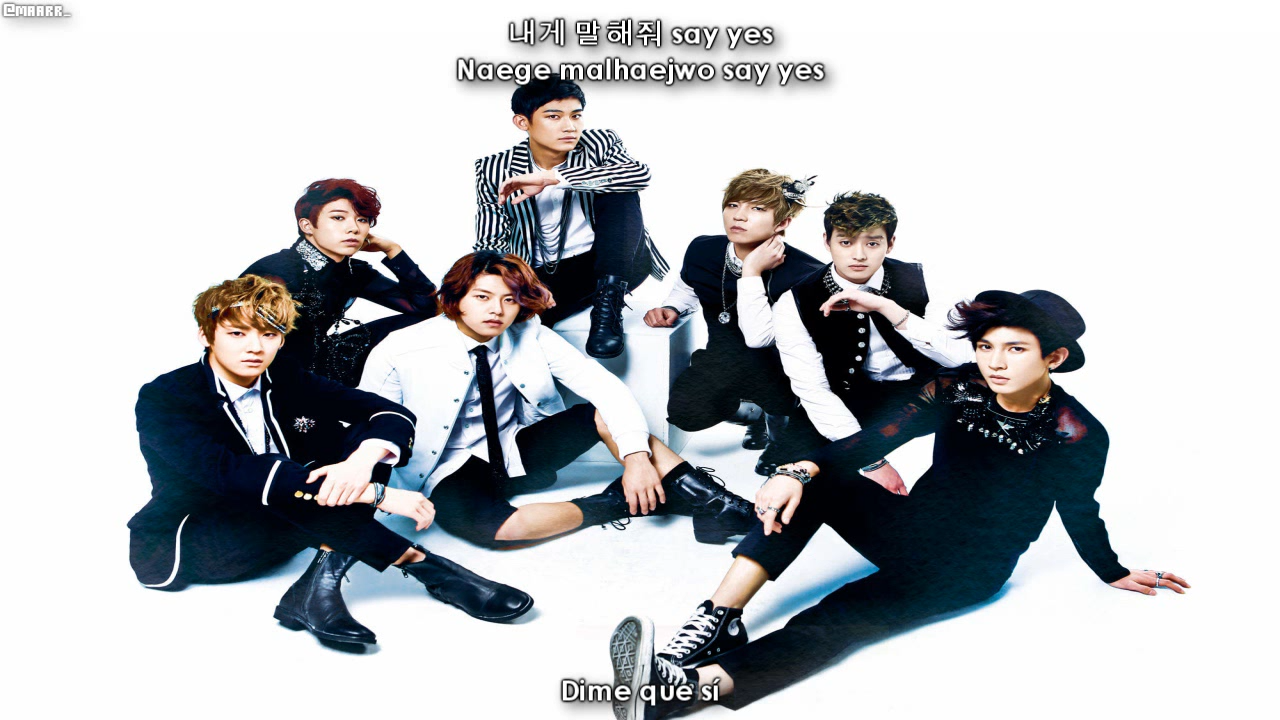 @MAARR_
내게 말해줘 say yes
Naege malhaejwo say yes
Dime que sí